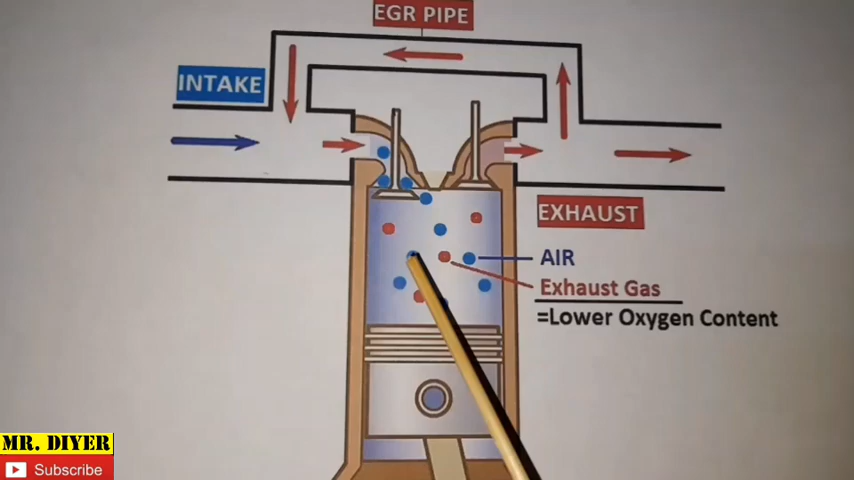 EGR PIPE
INTAKE
EXHAUST
AIR
Exhaust Gas
=Lower Oxygen Content
MR. DIYER
Subscribe